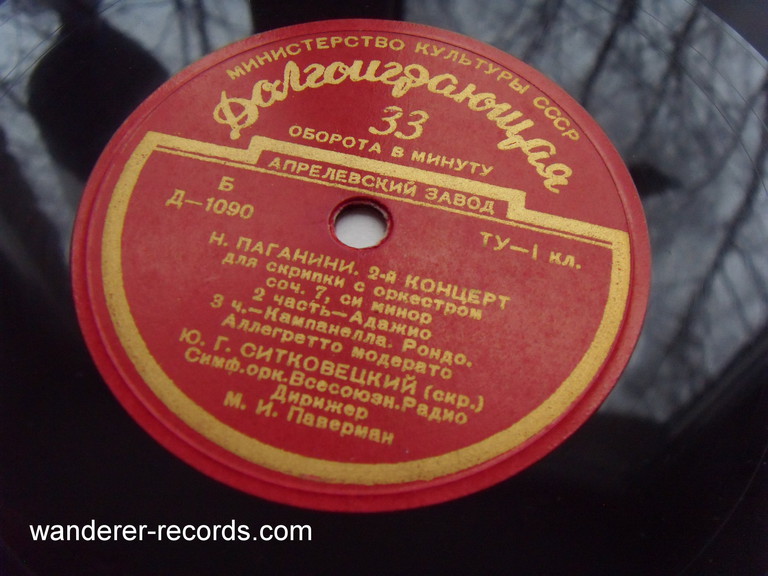 МИНИСТЕРСТВО КУЛЬТУРЫ СССР
Долгоиграющая
33
ОБОРОТА В МИНУТУ
АПРЕЛЕВСКИЙ ЗАВОД
Б
Д—1090
ТУ—1 кл.
Н. ПАГАНИНИ. 2-й КОНЦЕРТ
для скрипки с оркестром
соч. 7, си минор
2 часть—Адажио
3 ч.—Кампанелла. Рондо.
Аллегретто модерато
Ю. Г. СИТКОВЕЦКИЙ (скр.)
Симф.орк.Всесоюзн.Радио
Дирижер
М. И. Паверман
wanderer-records.com